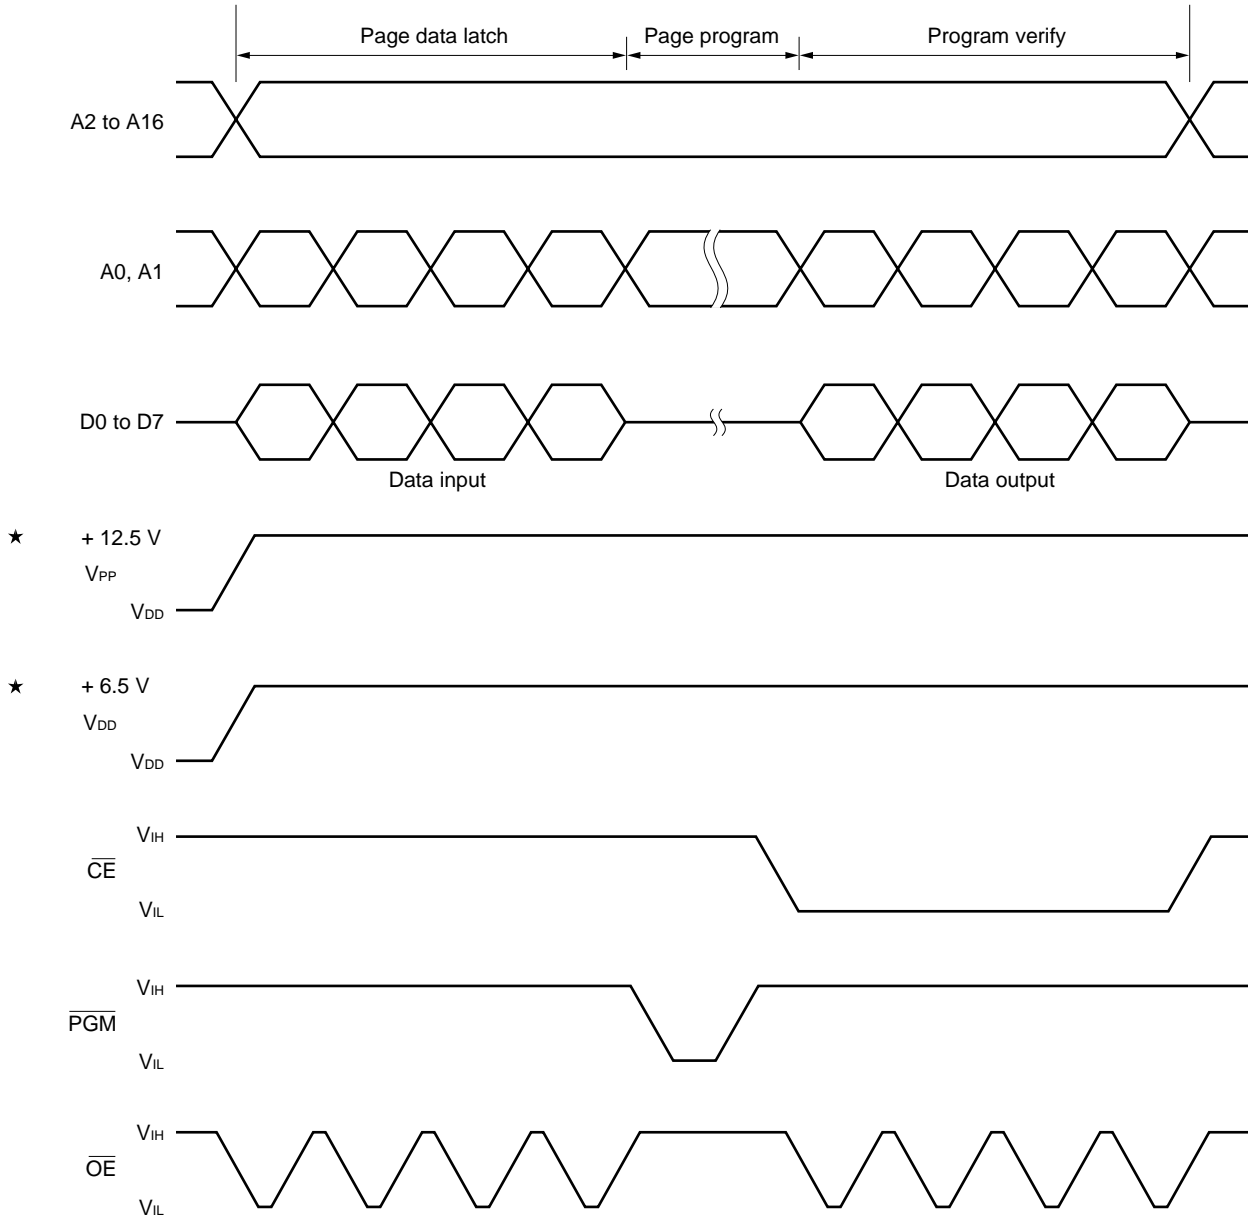 Page data latch Page program Program verify
A2 to A16
A0, A1
D0 to D7
Data input Data output
★ + 12.5 V
VPP
VDD
★ + 6.5 V
VDD
VDD
VIH
CE
VIL
VIH
PGM
VIL
VIH
OE
VIL